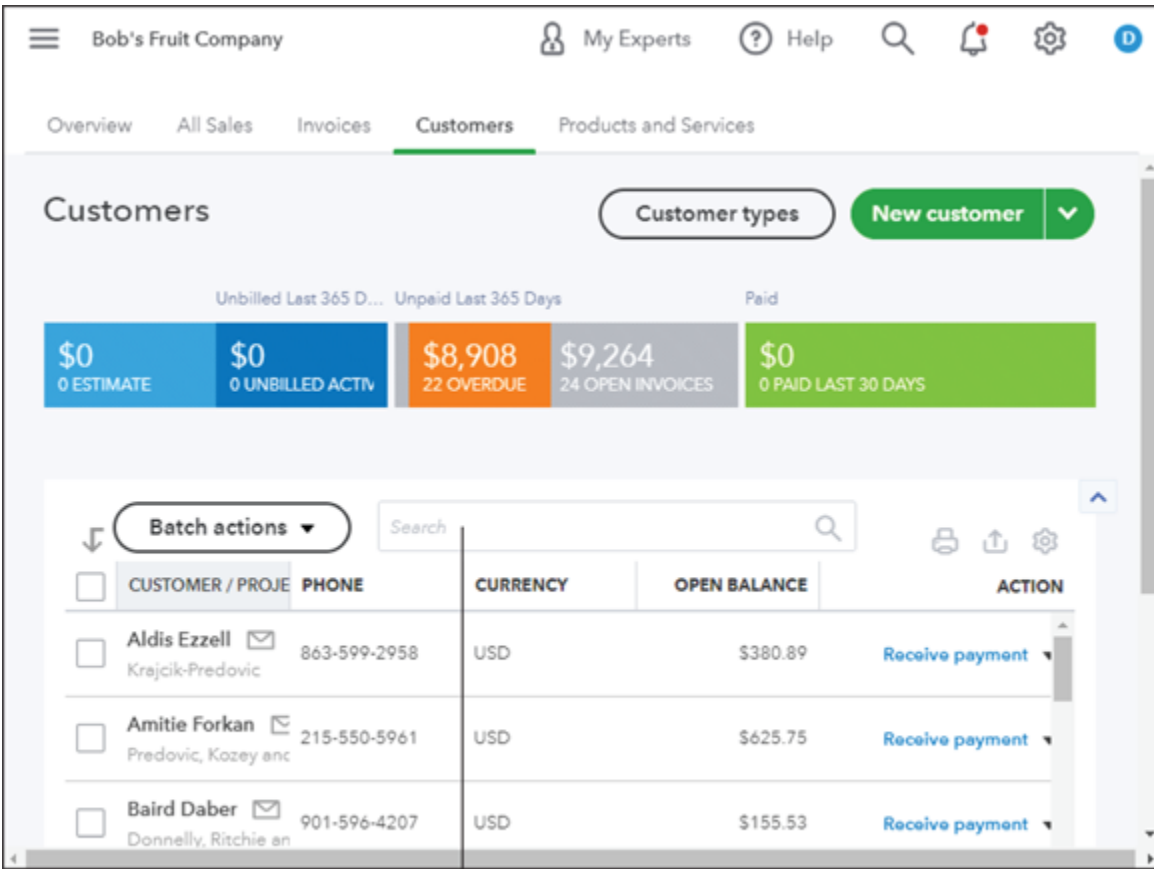 Bob's Fruit Company My Experts Help D
Overview All Sales Invoices Customers Products and Services
Customers Customer types New customer
Unbilled Last 365 D... Unpaid Last 365 Days Paid
$0 $0 $8,908 $9,264 $0
0 ESTIMATE 0 UNBILLED ACTIV 22 OVERDUE 24 OPEN INVOICES 0 PAID LAST 30 DAYS
Batch actions Search
CUSTOMER / PROJE PHONE CURRENCY OPEN BALANCE ACTION
Aldis Ezzell 863-599-2958 USD $380.89 Receive payment
Krajcik-Predovic
Amitie Forkan 215-550-5961 USD $625.75 Receive payment
Predovic, Kozey and
Baird Daber 901-596-4207 USD $155.53 Receive payment
Donnelly, Ritchie an